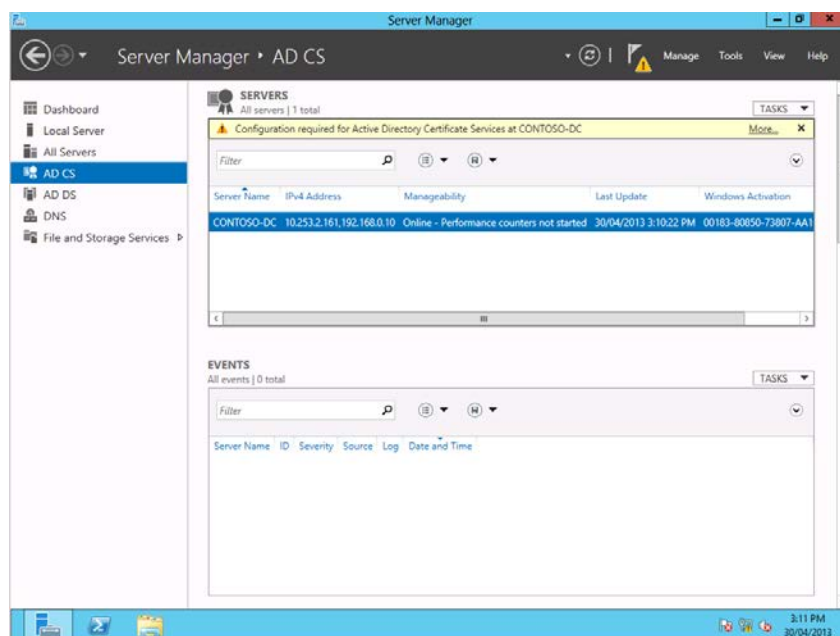 Server Manager
Server Manager • AD CS
Manage Tools View Help
Dashboard
Local Server
All Servers
AD CS
AD DS
DNS
File and Storage Services
SERVERS
All servers | 1 total
TASKS
Configuration required for Active Directory Certificate Services at CONTOSO-DC More... x
Filter
Server Name IPv4 Address Manageability Last Update Windows Activation
CONTOSO-DC 10.253.2.161,192.168.0.10 Online - Performance counters not started 30/04/2013 3:10:22 PM 00183-80850-73807-AA1
EVENTS
All events | 0 total
TASKS
Filter
Server Name ID Severity Source Log Date and Time
3:11 PM
30/04/2013